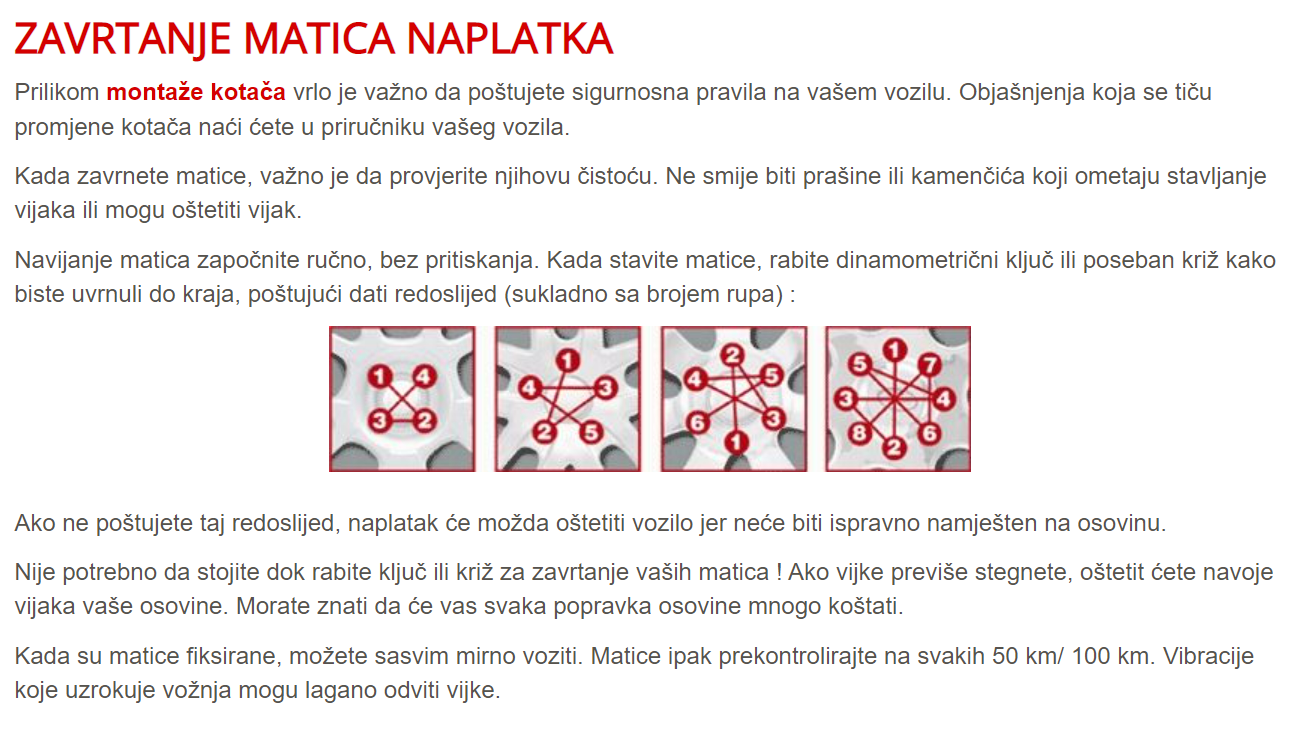 ZAVRTANJE MATICA NAPLATKA
Prilikom montaže kotača vrlo je važno da poštujete sigurnosna pravila na vašem vozilu. Objašnjenja koja se tiču
promjene kotača naći ćete u priručniku vašeg vozila.
Kada zavrnete matice, važno je da provjerite njihovu čistoću. Ne smije biti prašine ili kamenčića koji ometaju stavljanje
vijaka ili mogu oštetiti vijak.
Navijanje matica započnite ručno, bez pritiskanja. Kada stavite matice, rabite dinamometrični ključ ili poseban križ kako
biste uvrnuli do kraja, poštujući dati redoslijed (sukladno sa brojem rupa) :
1 4
3 2
1
4 3
2 5
2
4 5
6 3
1
1
5 7
3 4
8 6
2
Ako ne poštujete taj redoslijed, naplatak će možda oštetiti vozilo jer neće biti ispravno namješten na osovinu.
Nije potrebno da stojite dok rabite ključ ili križ za zavrtanje vaših matica ! Ako vijke previše stegnete, oštetit ćete navoje
vijaka vaše osovine. Morate znati da će vas svaka popravka osovine mnogo koštati.
Kada su matice fiksirane, možete sasvim mirno voziti. Matice ipak prekontrolirajte na svakih 50 km/ 100 km. Vibracije
koje uzrokuje vožnja mogu lagano odviti vijke.